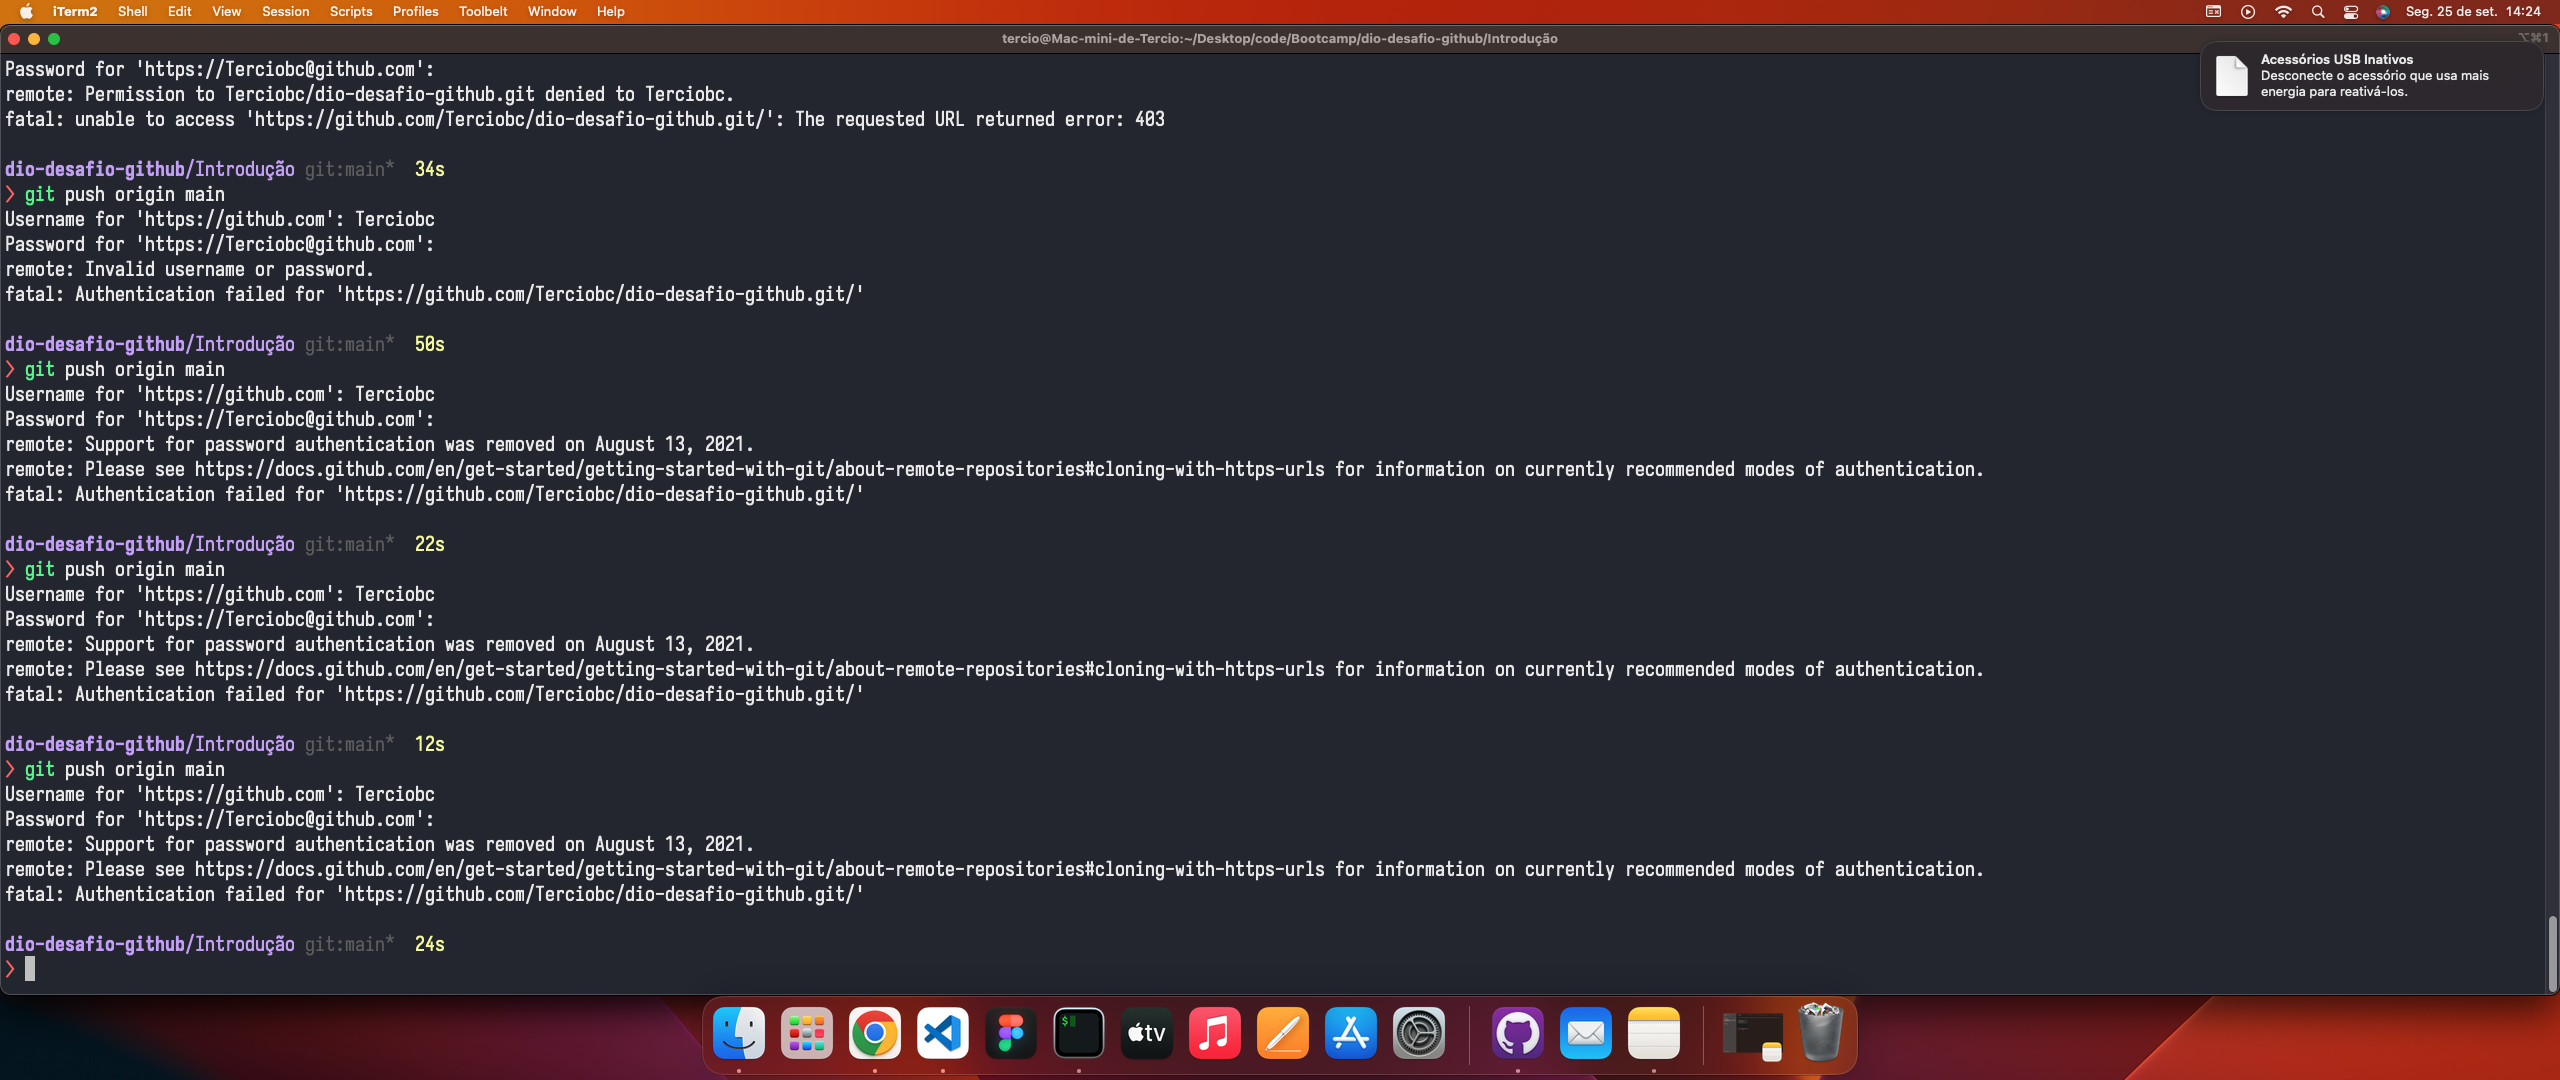 iTerm2 Shell Edit View Session Scripts Profiles Toolbelt Window Help Seg. 25 de set. 14:24
tercio@Mac-mini-de-Tercio:~/Desktop/code/Bootcamp/dio-desafio-github/Introdução ⌥⌘1
Acessórios USB Inativos
Desconecte o acessório que usa mais
energia para reativá-los.
Password for 'https://Terciobc@github.com':
remote: Permission to Terciobc/dio-desafio-github.git denied to Terciobc.
fatal: unable to access 'https://github.com/Terciobc/dio-desafio-github.git/': The requested URL returned error: 403
dio-desafio-github/Introdução git:main* 34s
❯ git push origin main
Username for 'https://github.com': Terciobc
Password for 'https://Terciobc@github.com':
remote: Invalid username or password.
fatal: Authentication failed for 'https://github.com/Terciobc/dio-desafio-github.git/'
dio-desafio-github/Introdução git:main* 50s
❯ git push origin main
Username for 'https://github.com': Terciobc
Password for 'https://Terciobc@github.com':
remote: Support for password authentication was removed on August 13, 2021.
remote: Please see https://docs.github.com/en/get-started/getting-started-with-git/about-remote-repositories#cloning-with-https-urls for information on currently recommended modes of authentication.
fatal: Authentication failed for 'https://github.com/Terciobc/dio-desafio-github.git/'
dio-desafio-github/Introdução git:main* 22s
❯ git push origin main
Username for 'https://github.com': Terciobc
Password for 'https://Terciobc@github.com':
remote: Support for password authentication was removed on August 13, 2021.
remote: Please see https://docs.github.com/en/get-started/getting-started-with-git/about-remote-repositories#cloning-with-https-urls for information on currently recommended modes of authentication.
fatal: Authentication failed for 'https://github.com/Terciobc/dio-desafio-github.git/'
dio-desafio-github/Introdução git:main* 12s
❯ git push origin main
Username for 'https://github.com': Terciobc
Password for 'https://Terciobc@github.com':
remote: Support for password authentication was removed on August 13, 2021.
remote: Please see https://docs.github.com/en/get-started/getting-started-with-git/about-remote-repositories#cloning-with-https-urls for information on currently recommended modes of authentication.
fatal: Authentication failed for 'https://github.com/Terciobc/dio-desafio-github.git/'
dio-desafio-github/Introdução git:main* 24s
❯
$ tv